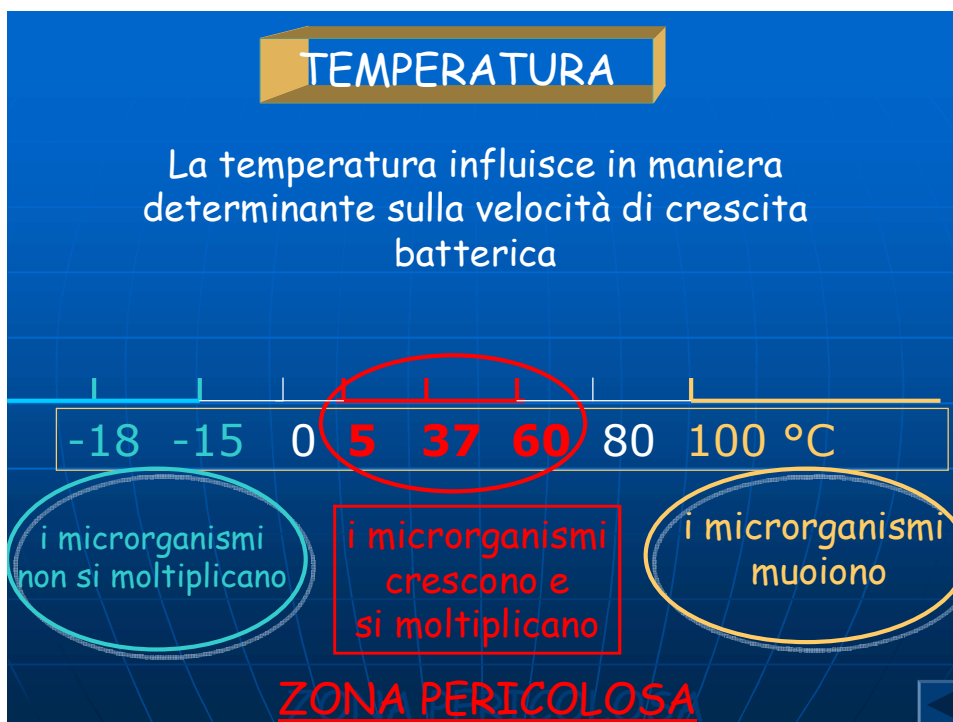 TEMPERATURA
La temperatura influisce in maniera
determinante sulla velocità di crescita
batterica
-18 -15 0 5 37 60 80 100 °C
i microrganismi
non si moltiplicano
i microrganismi
crescono e
si moltiplicano
i microrganismi
muoiono
ZONA PERICOLOSA